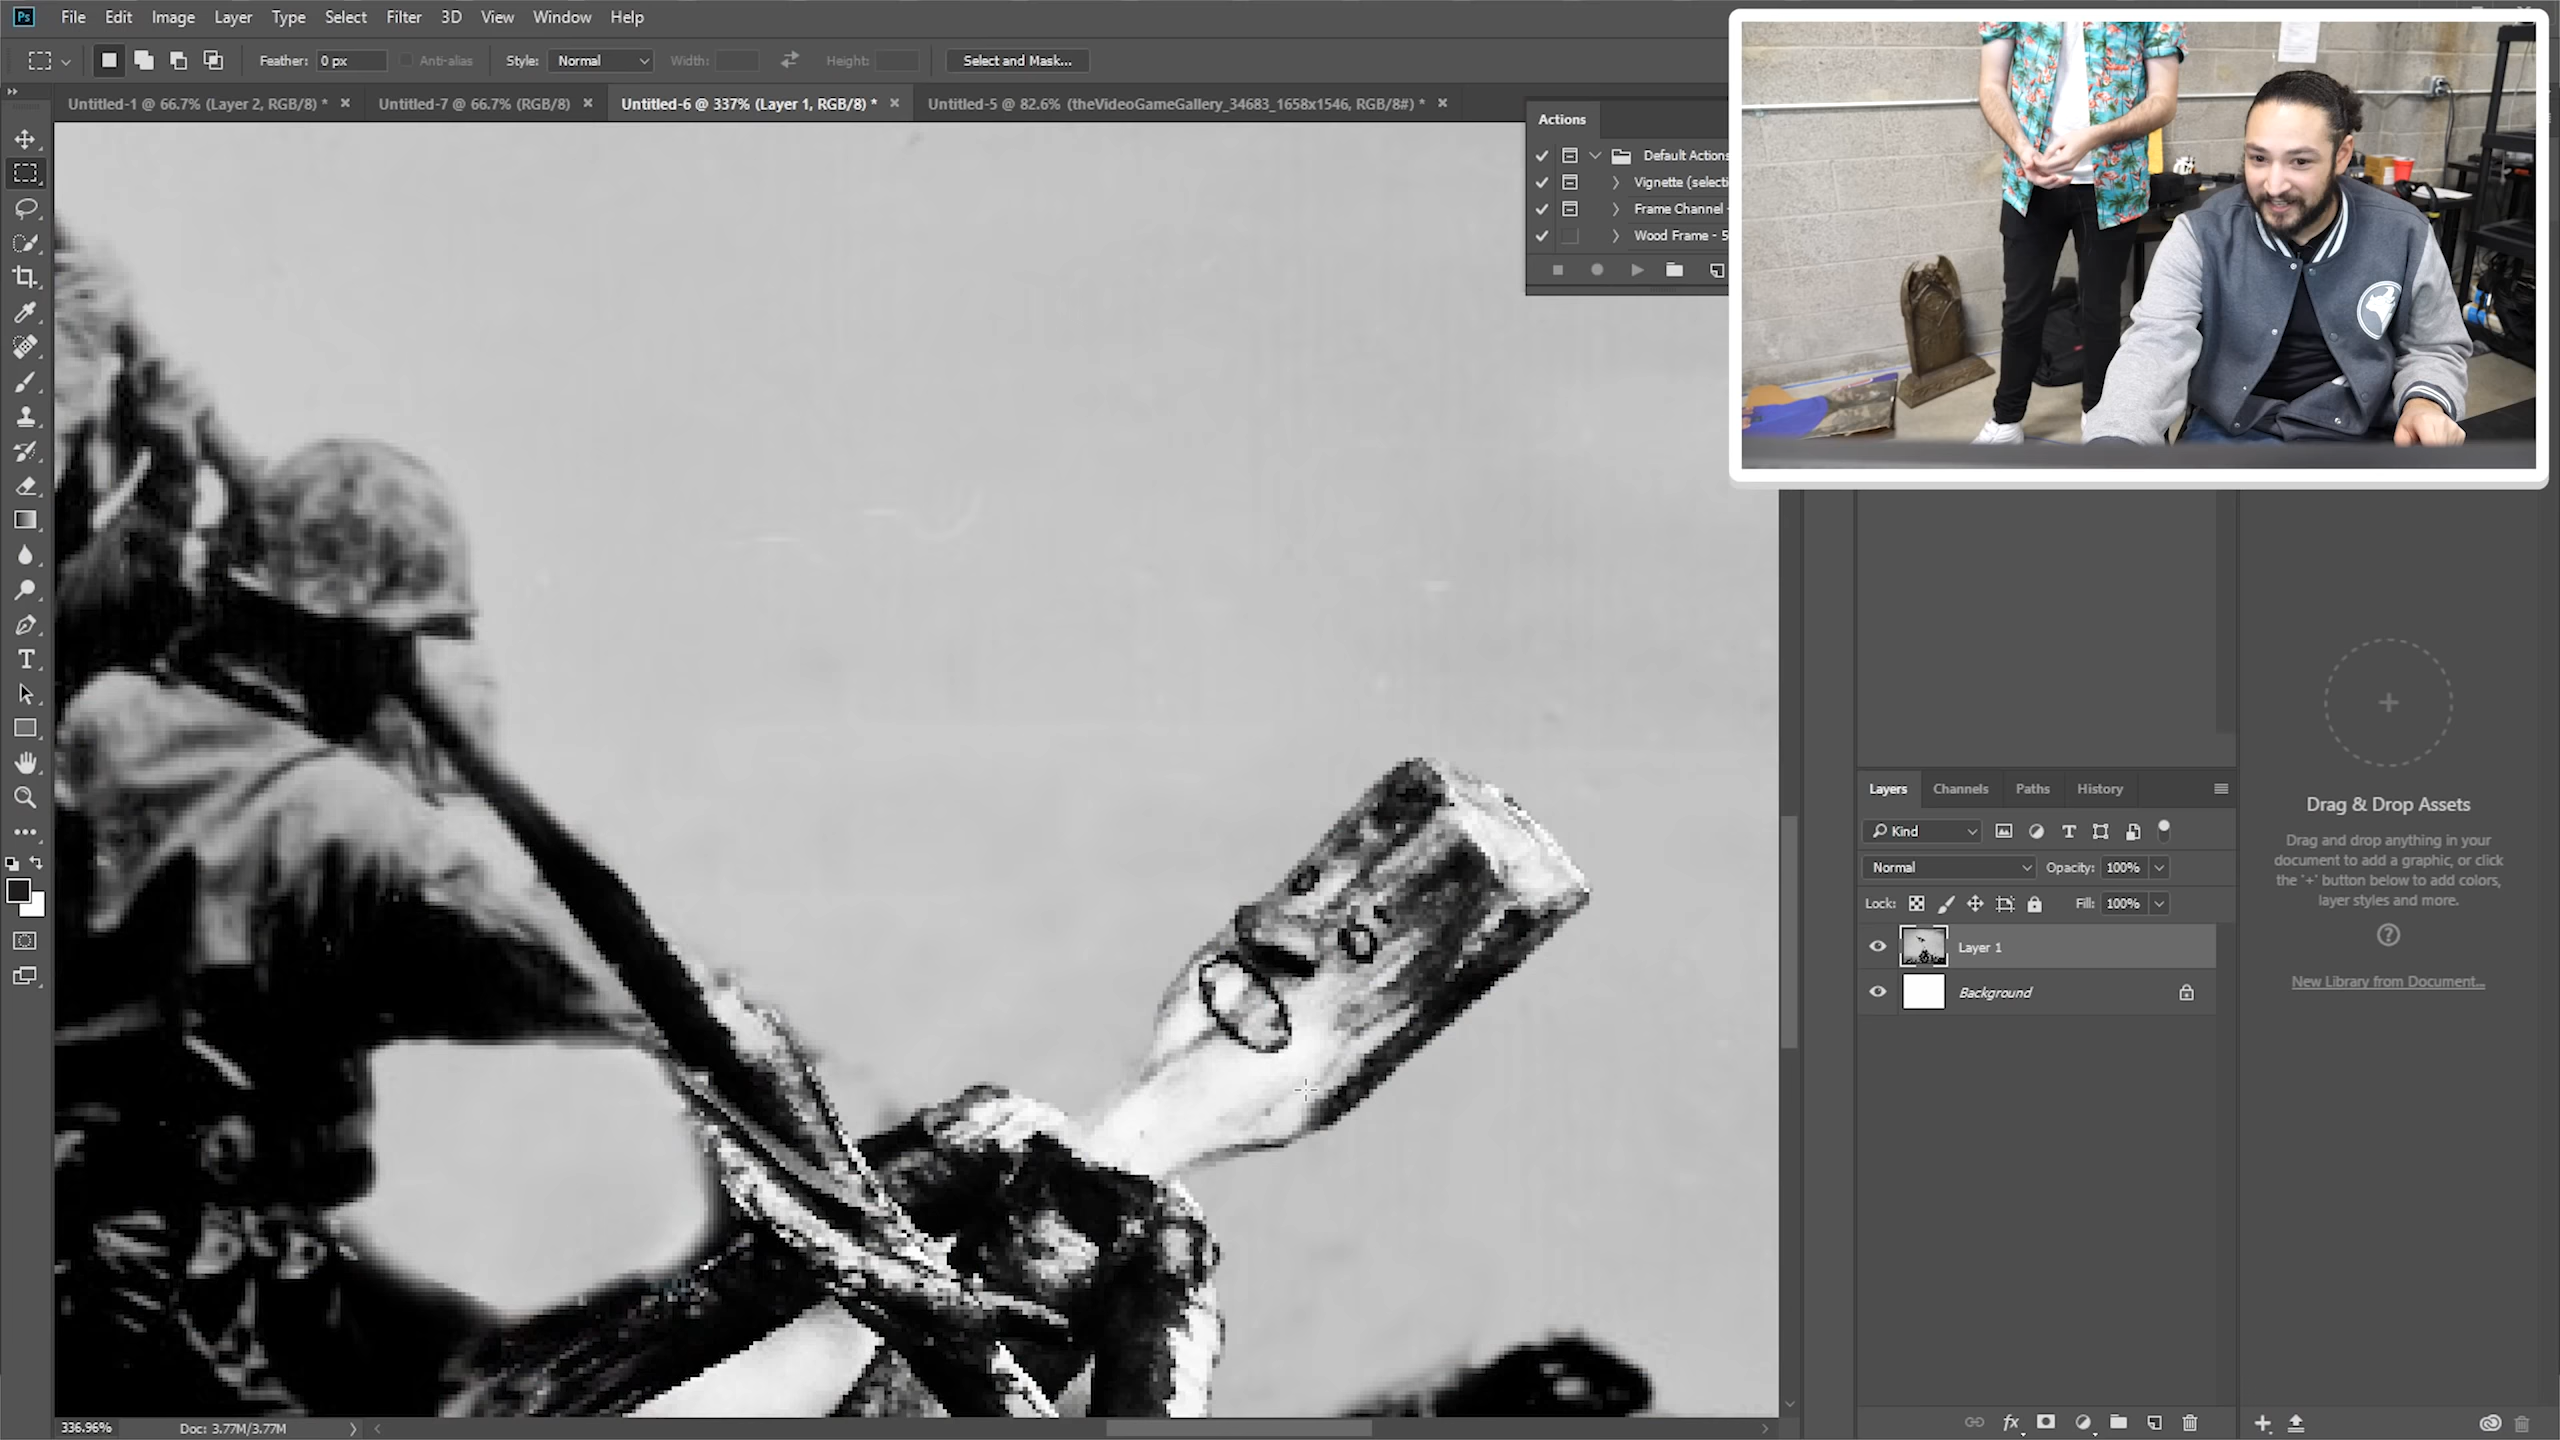 Ps File Edit Image Layer Type Select Filter 3D View Window Help
Feather: 0 px Anti-alias Style: Normal Width: Height: Select and Mask...
Untitled-1 @ 66.7% (Layer 2, RGB/8) * × Untitled-7 @ 66.7% (RGB/8) × Untitled-6 @ 337% (Layer 1, RGB/8) * × Untitled-5 @ 82.6% (theVideoGameGallery_34683_1658x1546, RGB/8#) * ×
Actions
Default Actions
Vignette (selecti
Frame Channel -
Wood Frame - 5
Layers Channels Paths History
Kind
Normal Opacity: 100%
Lock: Fill: 100%
Layer 1
Background
fx
Drag & Drop Assets
Drag and drop anything in your
document to add a graphic, or click
the '+' button below to add colors,
layer styles and more.
New Library from Document...
336.96% Doc: 3.77M/3.77M